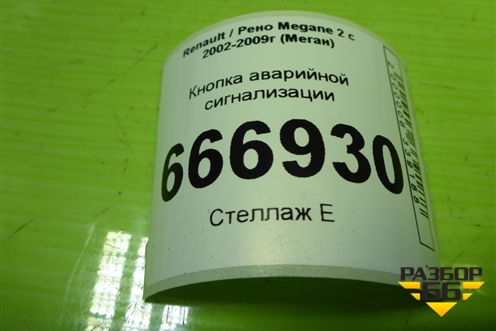 Renault / Рено Megane 2 с
2002-2009г (Меган)
Кнопка аварийной
сигнализации
666930
Стеллаж Е
РАЗБОР
66